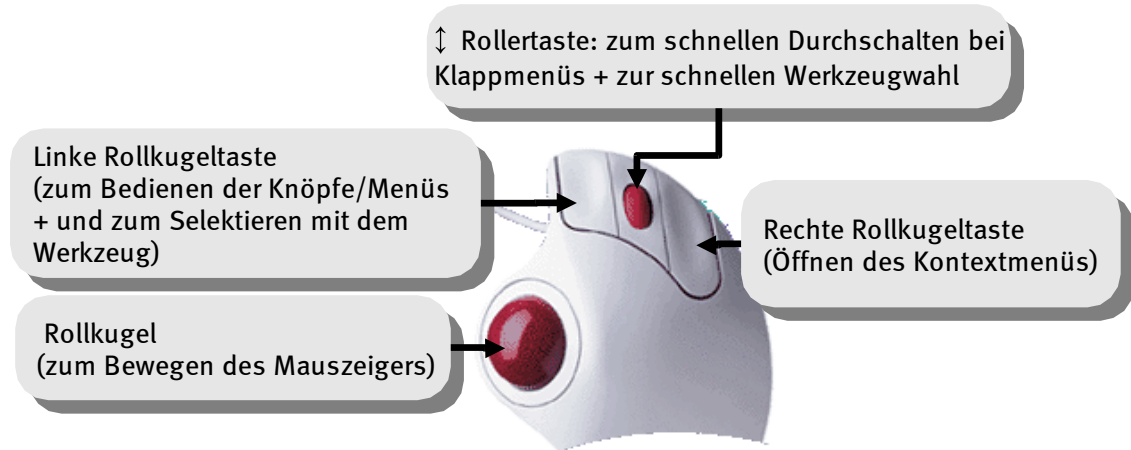 ↕ Rollertaste: zum schnellen Durchschalten bei
Klappmenüs + zur schnellen Werkzeugwahl
Linke Rollkugeltaste
(zum Bedienen der Knöpfe/Menüs
+ und zum Selektieren mit dem
Werkzeug)
Rechte Rollkugeltaste
(Öffnen des Kontextmenüs)
Rollkugel
(zum Bewegen des Mauszeigers)